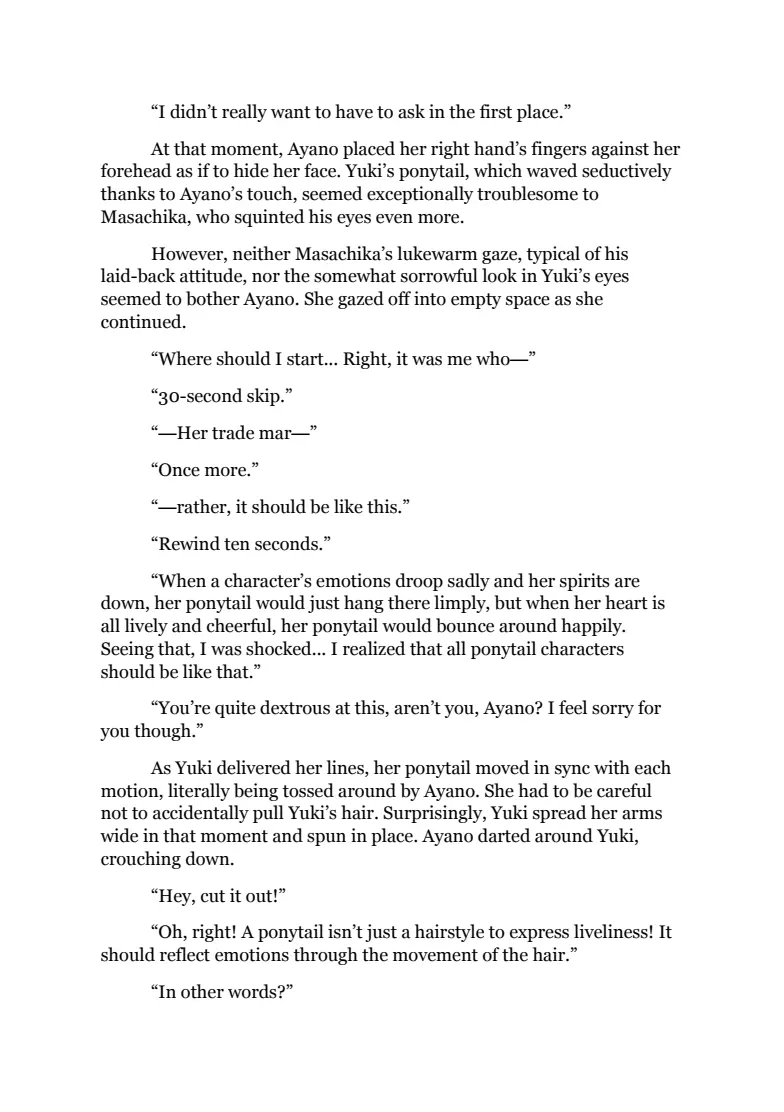 “I didn’t really want to have to ask in the first place.”
At that moment, Ayano placed her right hand’s fingers against her
forehead as if to hide her face. Yuki’s ponytail, which waved seductively
thanks to Ayano’s touch, seemed exceptionally troublesome to
Masachika, who squinted his eyes even more.
However, neither Masachika’s lukewarm gaze, typical of his
laid-back attitude, nor the somewhat sorrowful look in Yuki’s eyes
seemed to bother Ayano. She gazed off into empty space as she
continued.
“Where should I start... Right, it was me who—”
“30-second skip.”
“—Her trade mar—”
“Once more.”
“—rather, it should be like this.”
“Rewind ten seconds.”
“When a character’s emotions droop sadly and her spirits are
down, her ponytail would just hang there limply, but when her heart is
all lively and cheerful, her ponytail would bounce around happily.
Seeing that, I was shocked... I realized that all ponytail characters
should be like that.”
“You’re quite dextrous at this, aren’t you, Ayano? I feel sorry for
you though.”
As Yuki delivered her lines, her ponytail moved in sync with each
motion, literally being tossed around by Ayano. She had to be careful
not to accidentally pull Yuki’s hair. Surprisingly, Yuki spread her arms
wide in that moment and spun in place. Ayano darted around Yuki,
crouching down.
“Hey, cut it out!”
“Oh, right! A ponytail isn’t just a hairstyle to express liveliness! It
should reflect emotions through the movement of the hair.”
“In other words?”